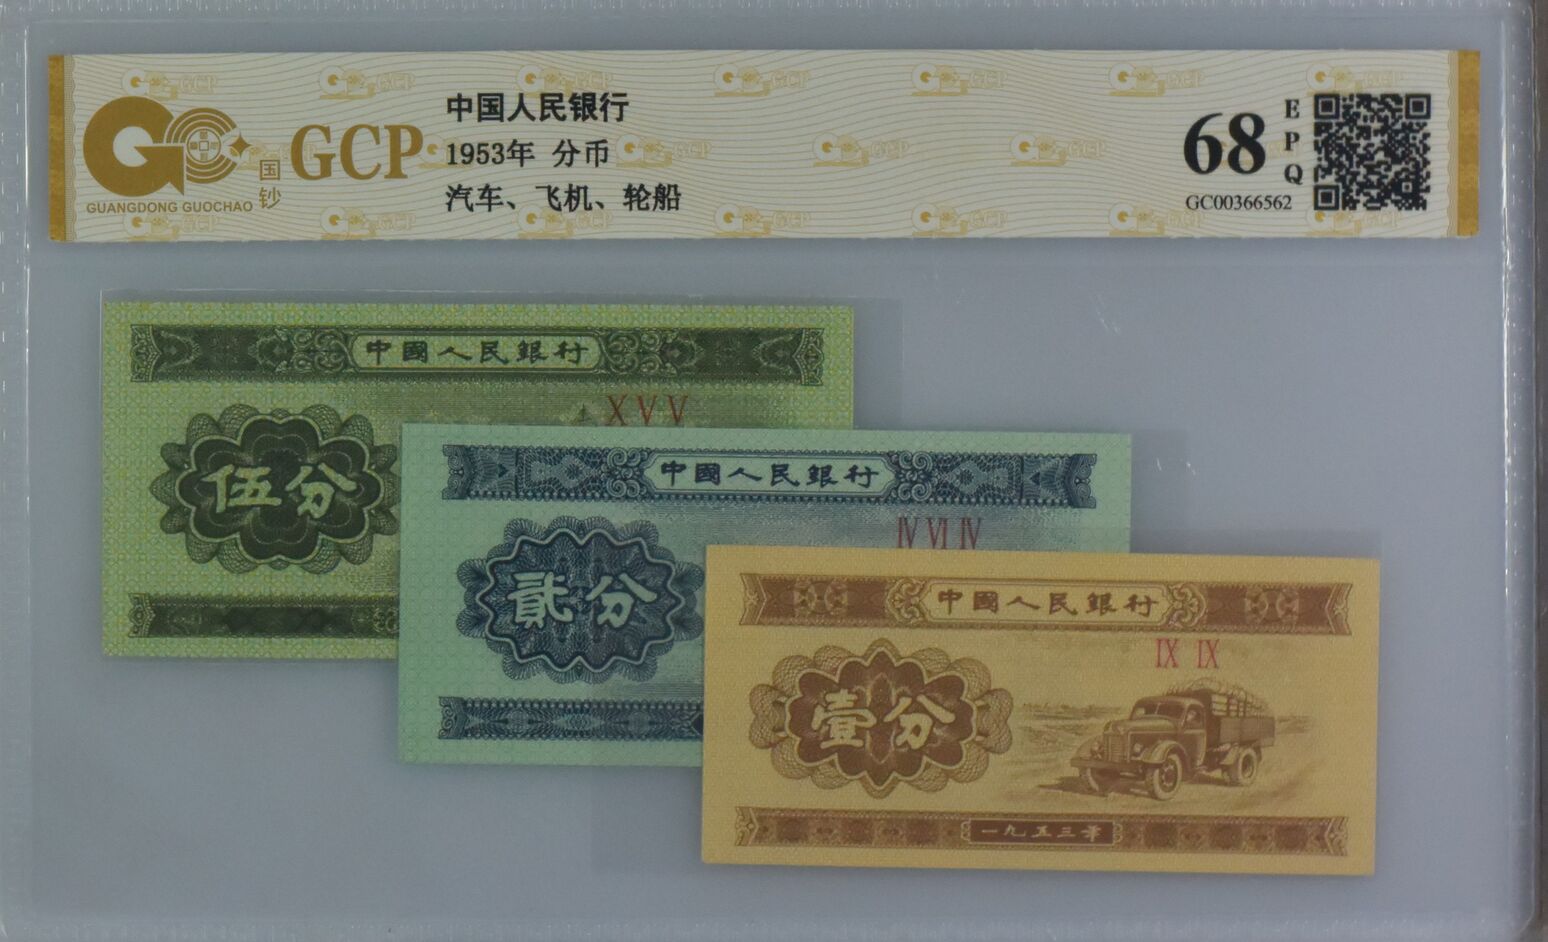 中国人民银行
1953年 分币
汽车、飞机、轮船
GCP
国钞
GUANGDONG GUOCHAO
68
EPQ
GC00366562
中國人民銀行
XVV
伍分
中國人民銀行
IV VI IV
貳分
中國人民銀行
IX IX
壹分
一九五三年